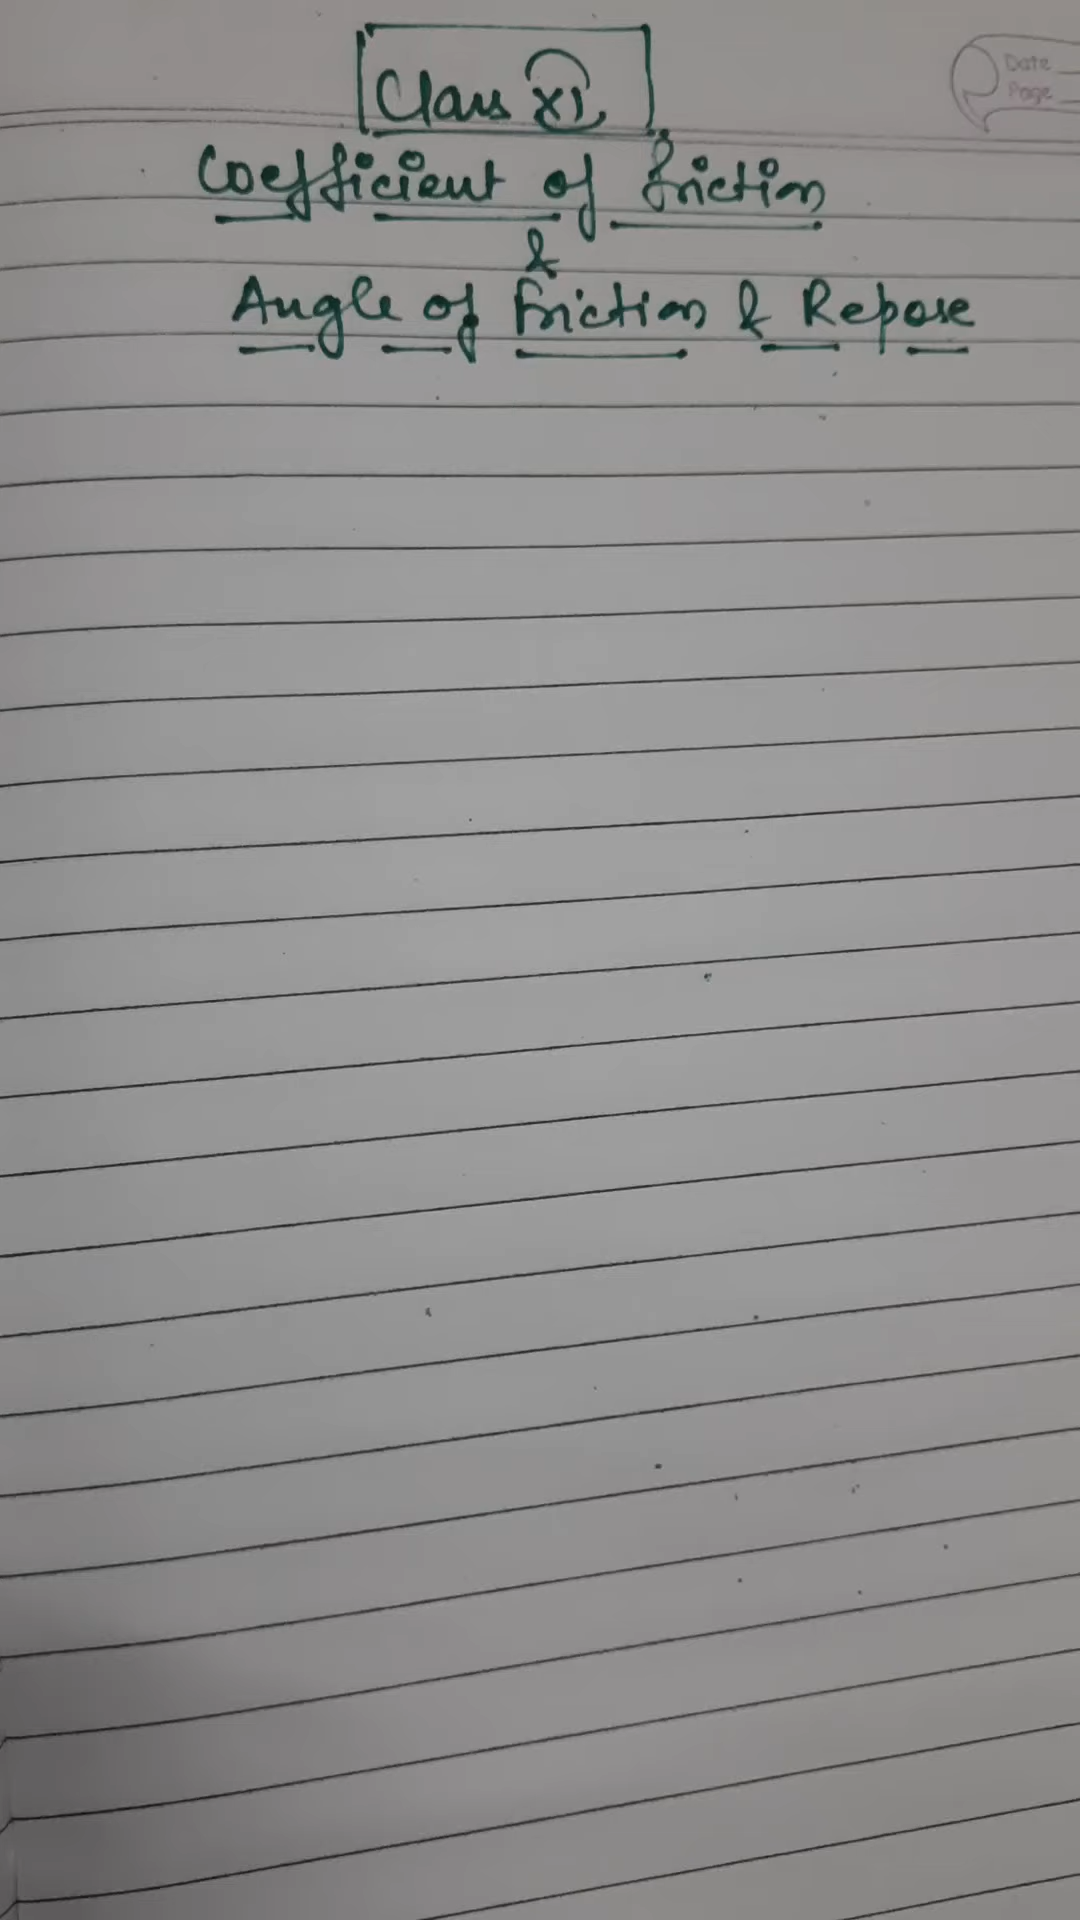 Class XI
Date
Page
Coefficient of friction
&
Angle of friction & Repose